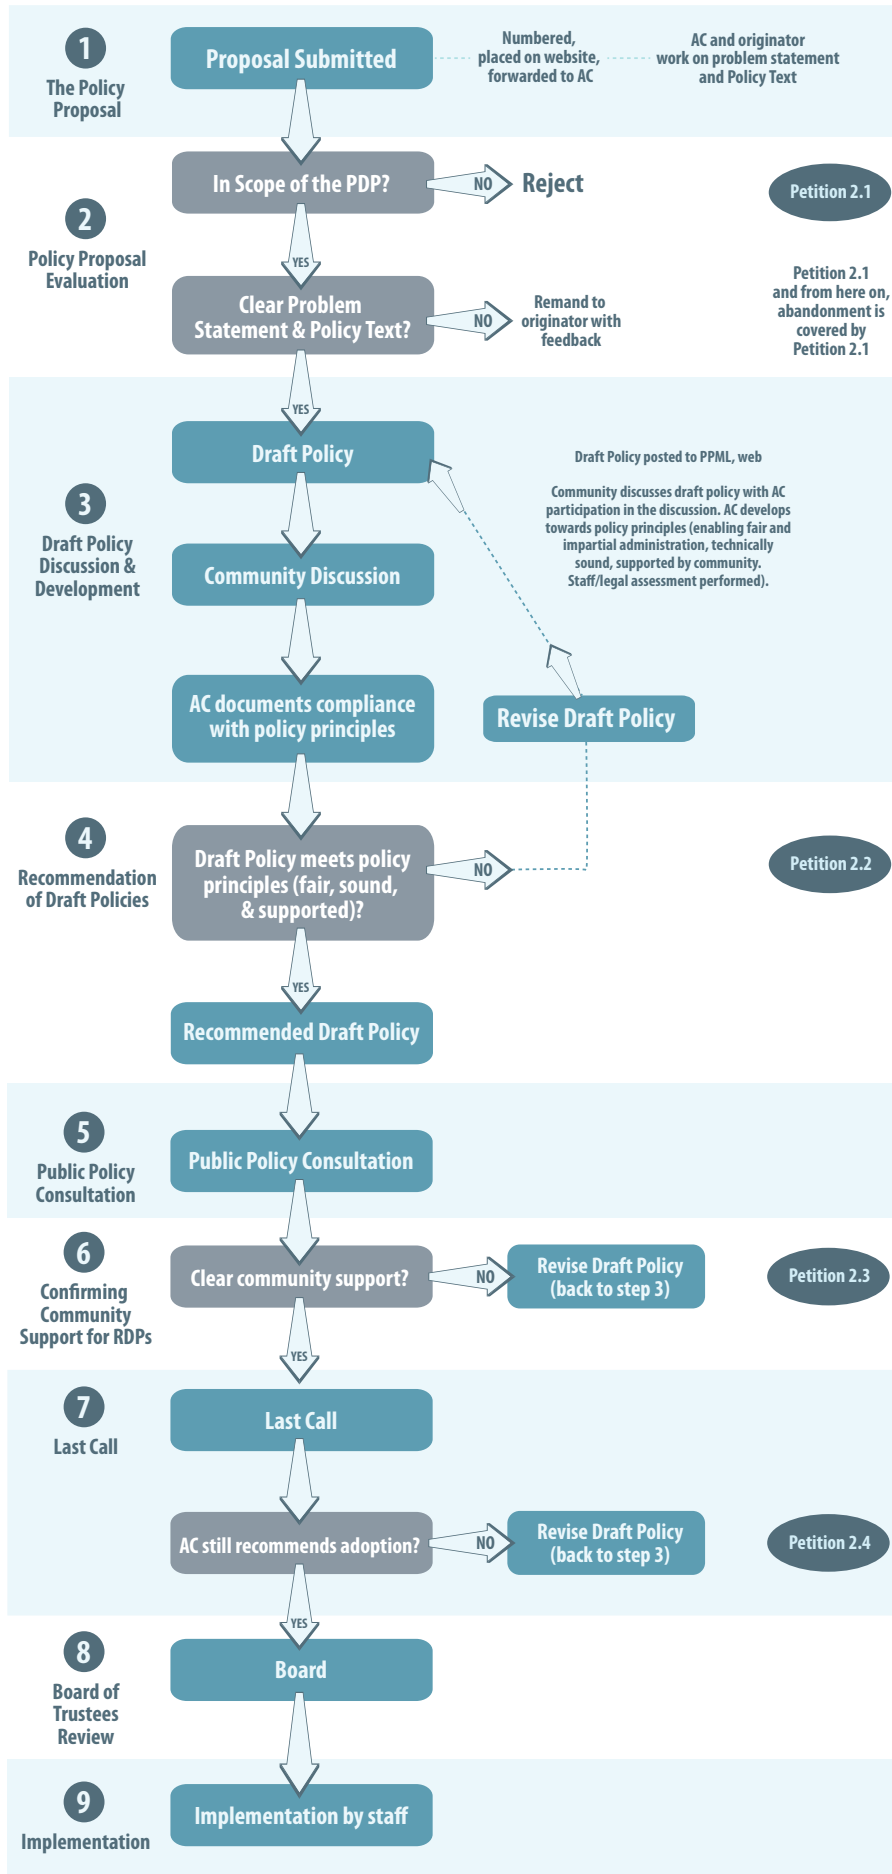 1
The Policy
Proposal
Proposal Submitted
Numbered,
placed on website,
forwarded to AC
AC and originator
work on problem statement
and Policy Text
2
Policy Proposal
Evaluation
In Scope of the PDP?
NO
Reject
Petition 2.1
YES
Clear Problem
Statement & Policy Text?
NO
Remand to
originator with
feedback
Petition 2.1
and from here on,
abandonment is
covered by
Petition 2.1
YES
3
Draft Policy
Discussion &
Development
Draft Policy
Draft Policy posted to PPML, web
Community discusses draft policy with AC
participation in the discussion. AC develops
towards policy principles (enabling fair and
impartial administration, technically
sound, supported by community.
Staff/legal assessment performed).
Community Discussion
AC documents compliance
with policy principles
Revise Draft Policy
4
Recommendation
of Draft Policies
Draft Policy meets policy
principles (fair, sound,
& supported)?
NO
Petition 2.2
YES
Recommended Draft Policy
5
Public Policy
Consultation
Public Policy Consultation
6
Confirming
Community
Support for RDPs
Clear community support?
NO
Revise Draft Policy
(back to step 3)
Petition 2.3
YES
7
Last Call
Last Call
AC still recommends adoption?
NO
Revise Draft Policy
(back to step 3)
Petition 2.4
YES
8
Board of
Trustees
Review
Board
9
Implementation
Implementation by staff